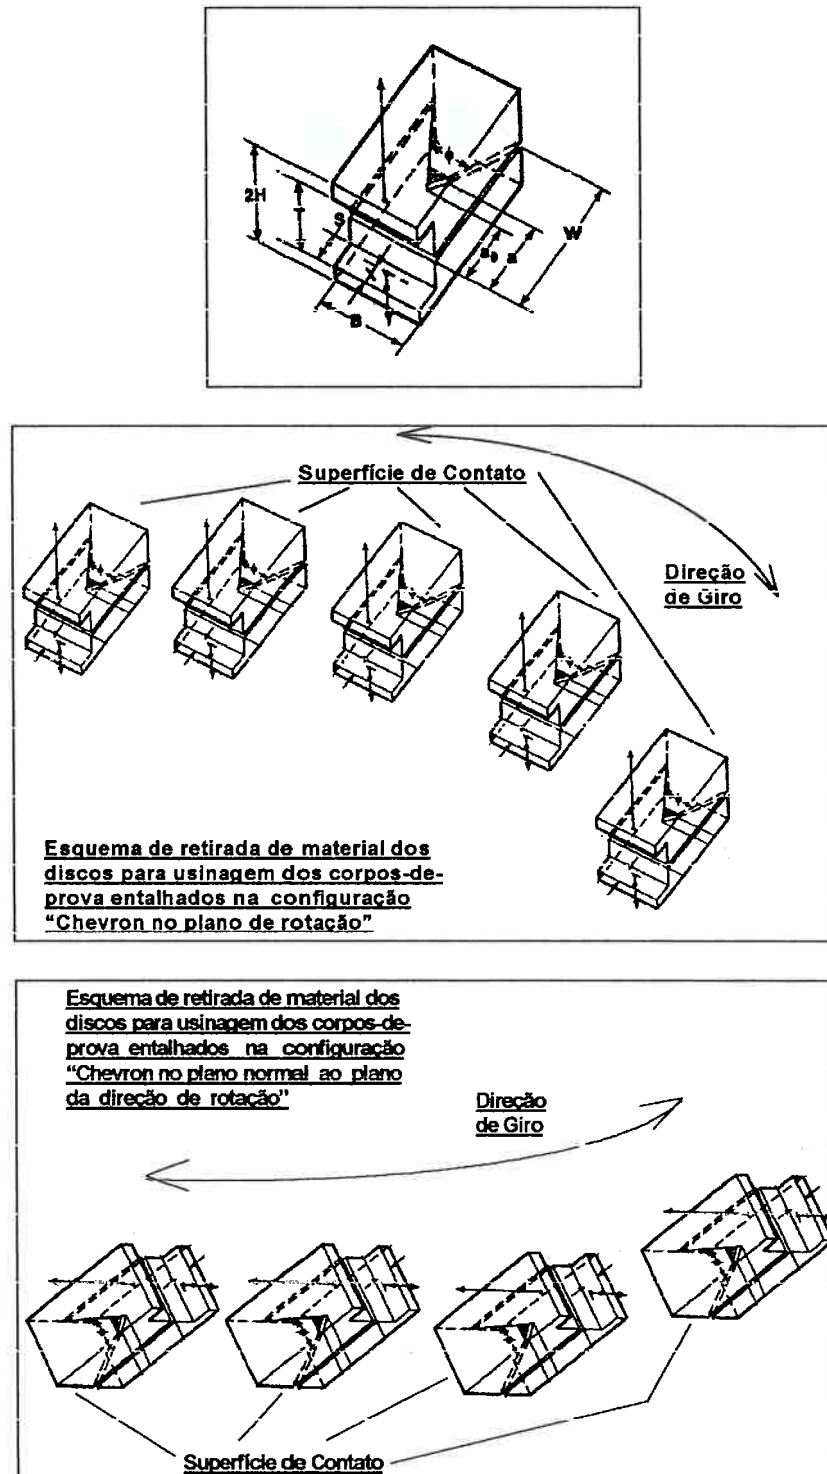 2H
T
S
B
a₀
a
W
φ
Superfície de Contato
Direção
de Giro
Esquema de retirada de material dos
discos para usinagem dos corpos-de-
prova entalhados na configuração
“Chevron no plano de rotação”
Esquema de retirada de material dos
discos para usinagem dos corpos-de-
prova entalhados na configuração
“Chevron no plano normal ao plano
da direção de rotação”
Direção
de Giro
Superfície de Contato